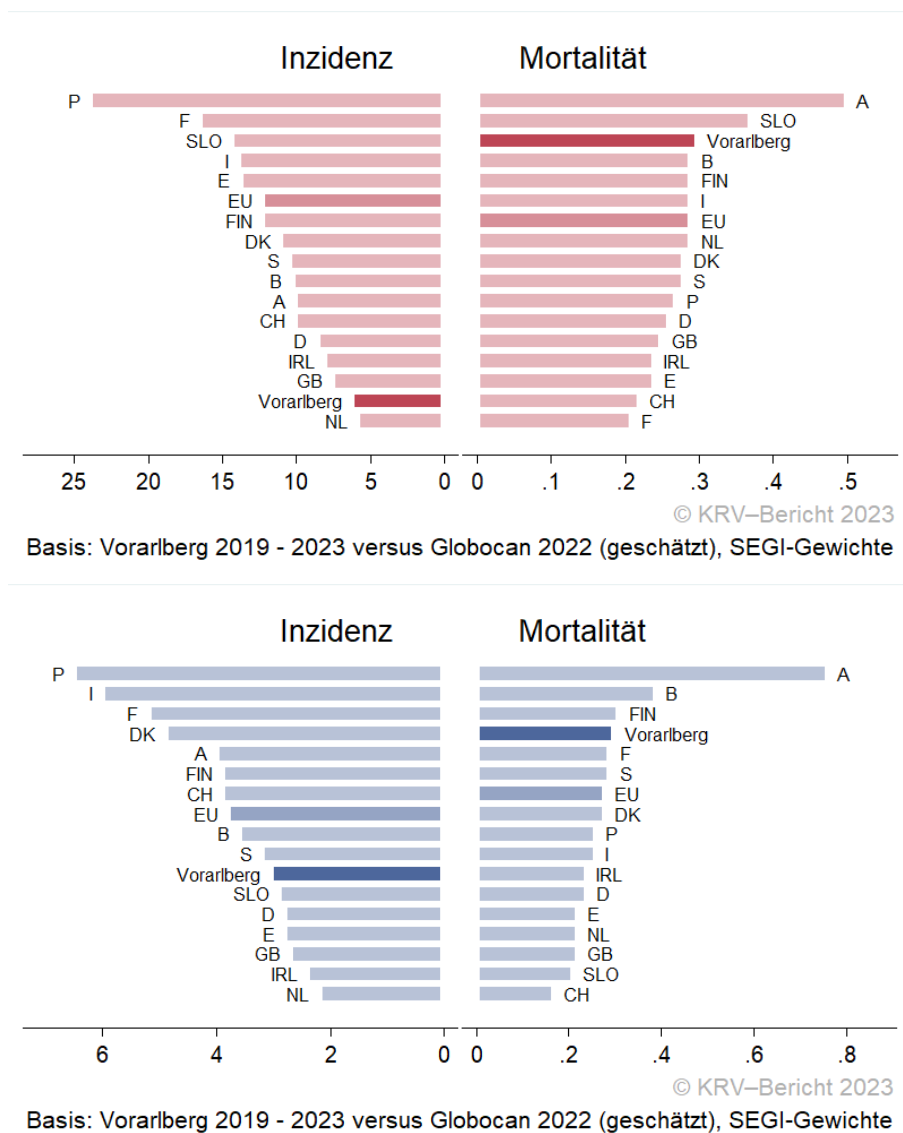 Inzidenz Mortalität
P A
F SLO
SLO Vorarlberg
I B
E FIN
EU I
FIN EU
DK NL
S DK
B S
A P
CH D
D GB
IRL IRL
GB E
Vorarlberg CH
NL F
25 20 15 10 5 0 0 .1 .2 .3 .4 .5
© KRV–Bericht 2023
Basis: Vorarlberg 2019 - 2023 versus Globocan 2022 (geschätzt), SEGI-Gewichte
Inzidenz Mortalität
P A
I B
F FIN
DK Vorarlberg
A F
FIN S
CH EU
EU DK
B P
S I
Vorarlberg IRL
SLO D
D E
E NL
GB GB
IRL SLO
NL CH
6 4 2 0 0 .2 .4 .6 .8
© KRV–Bericht 2023
Basis: Vorarlberg 2019 - 2023 versus Globocan 2022 (geschätzt), SEGI-Gewichte